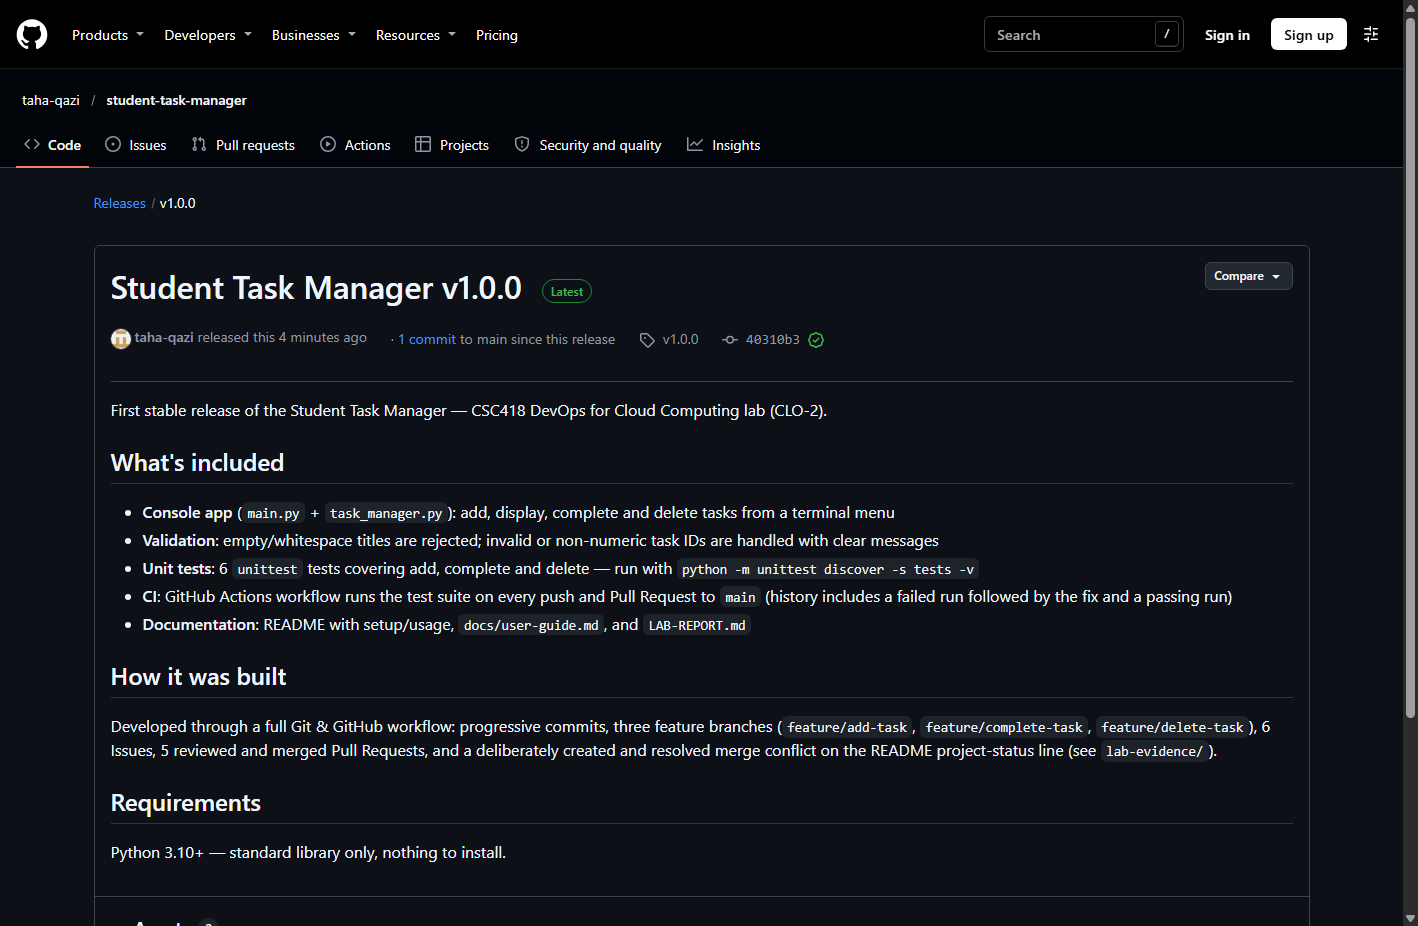 Products Developers Businesses Resources Pricing Search / Sign in Sign up
taha-qazi / student-task-manager
Code Issues Pull requests Actions Projects Security and quality Insights
Releases / v1.0.0
Student Task Manager v1.0.0 Latest Compare
taha-qazi released this 4 minutes ago · 1 commit to main since this release v1.0.0 40310b3
First stable release of the Student Task Manager — CSC418 DevOps for Cloud Computing lab (CLO-2).
What's included
• Console app (main.py + task_manager.py): add, display, complete and delete tasks from a terminal menu
• Validation: empty/whitespace titles are rejected; invalid or non-numeric task IDs are handled with clear messages
• Unit tests: 6 unittest tests covering add, complete and delete — run with python -m unittest discover -s tests -v
• CI: GitHub Actions workflow runs the test suite on every push and Pull Request to main (history includes a failed run followed by the fix and a passing run)
• Documentation: README with setup/usage, docs/user-guide.md, and LAB-REPORT.md
How it was built
Developed through a full Git & GitHub workflow: progressive commits, three feature branches (feature/add-task, feature/complete-task, feature/delete-task), 6
Issues, 5 reviewed and merged Pull Requests, and a deliberately created and resolved merge conflict on the README project-status line (see lab-evidence/).
Requirements
Python 3.10+ — standard library only, nothing to install.